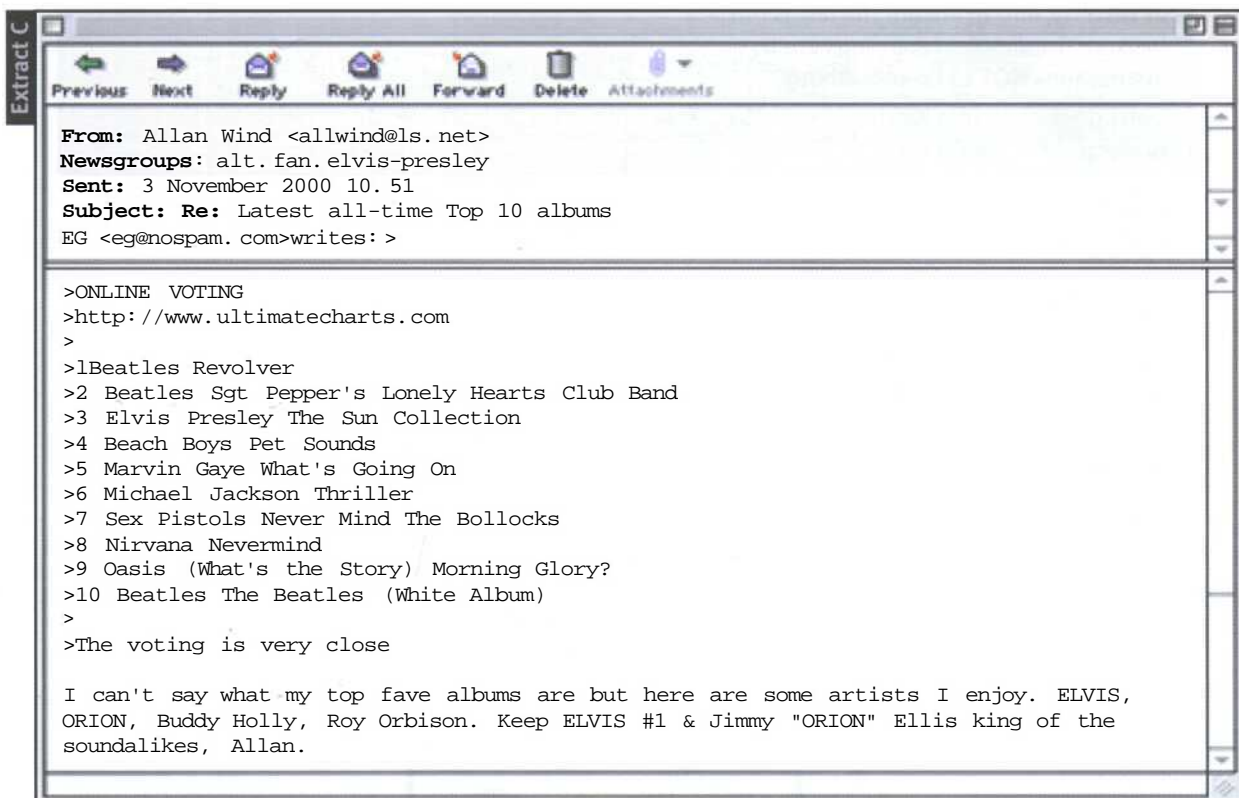 Extract C
Previous Next Reply Reply All Forward Delete Attachments
From: Allan Wind <allwind@ls.net>
Newsgroups: alt.fan.elvis-presley
Sent: 3 November 2000 10.51
Subject: Re: Latest all-time Top 10 albums
EG <eg@nospam.com>writes:>
>ONLINE VOTING
>http://www.ultimatecharts.com
>
>lBeatles Revolver
>2 Beatles Sgt Pepper's Lonely Hearts Club Band
>3 Elvis Presley The Sun Collection
>4 Beach Boys Pet Sounds
>5 Marvin Gaye What's Going On
>6 Michael Jackson Thriller
>7 Sex Pistols Never Mind The Bollocks
>8 Nirvana Nevermind
>9 Oasis (What's the Story) Morning Glory?
>10 Beatles The Beatles (White Album)
>
>The voting is very close
I can't say what my top fave albums are but here are some artists I enjoy. ELVIS,
ORION, Buddy Holly, Roy Orbison. Keep ELVIS #1 & Jimmy "ORION" Ellis king of the
soundalikes, Allan.